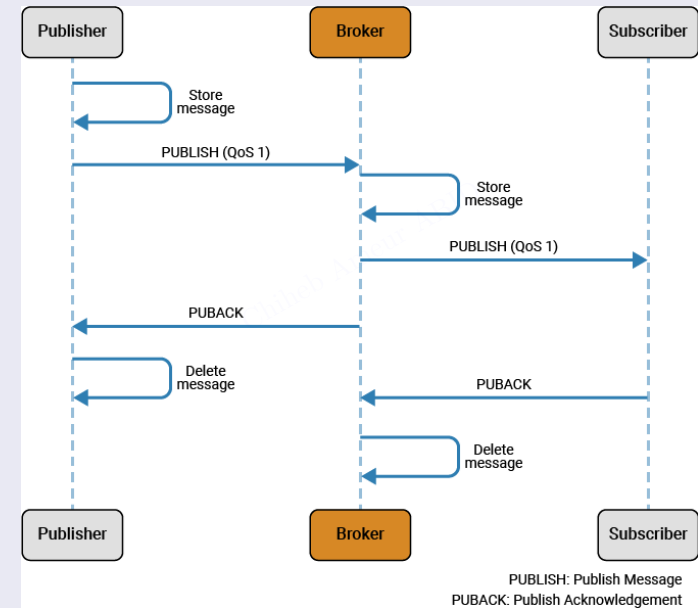 Publisher
Broker
Subscriber
Store
message
PUBLISH (QoS 1)
Store
message
PUBLISH (QoS 1)
PUBACK
Delete
message
PUBACK
Delete
message
Publisher
Broker
Subscriber
PUBLISH: Publish Message
PUBACK: Publish Acknowledgement